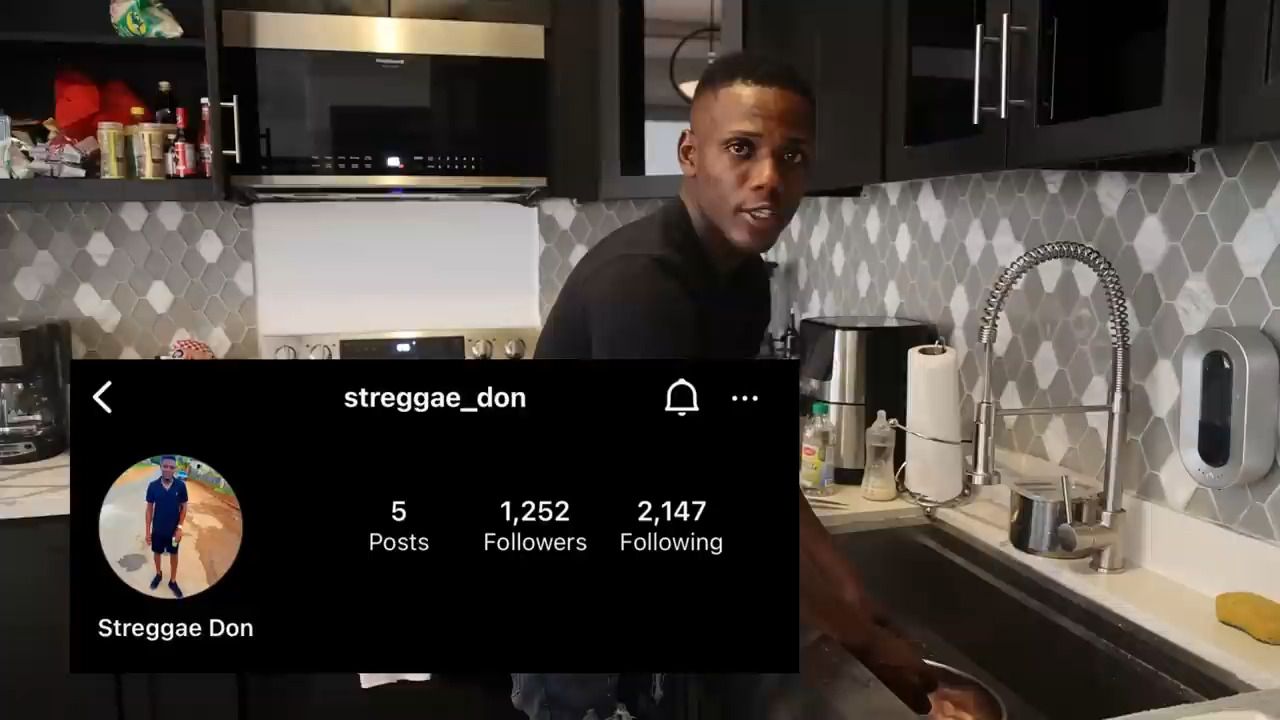 streggae_don
5
1,252
2,147
Posts
Followers
Following
Streggae Don